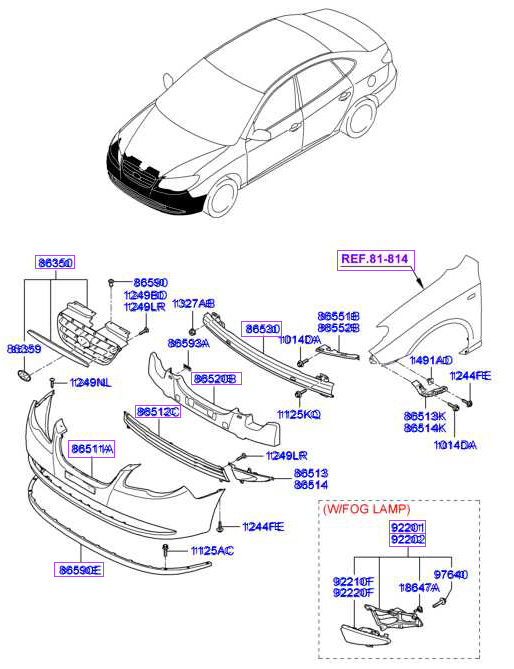 REF.81-814
86350
86590
1249BD
1249LR
1327AB
86551B
86552B
86530
1014DA
86593A
86359
1491AD
1249NL
86520B
1244FE
86512C
1125KQ
86513K
86514K
1014DA
86511A
1249LR
86513
86514
(W/FOG LAMP)
92201
92202
1244FE
1125AC
86590E
97640
92210F
92220F
18647A